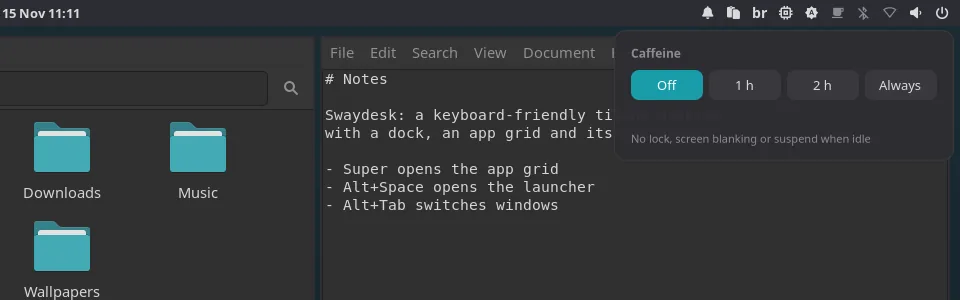 15 Nov 11:11
br
File Edit Search View Document
Caffeine
Off 1 h 2 h Always
No lock, screen blanking or suspend when idle
# Notes
Swaydesk: a keyboard-friendly
with a dock, an app grid and its
- Super opens the app grid
- Alt+Space opens the launcher
- Alt+Tab switches windows
Downloads Music
Wallpapers